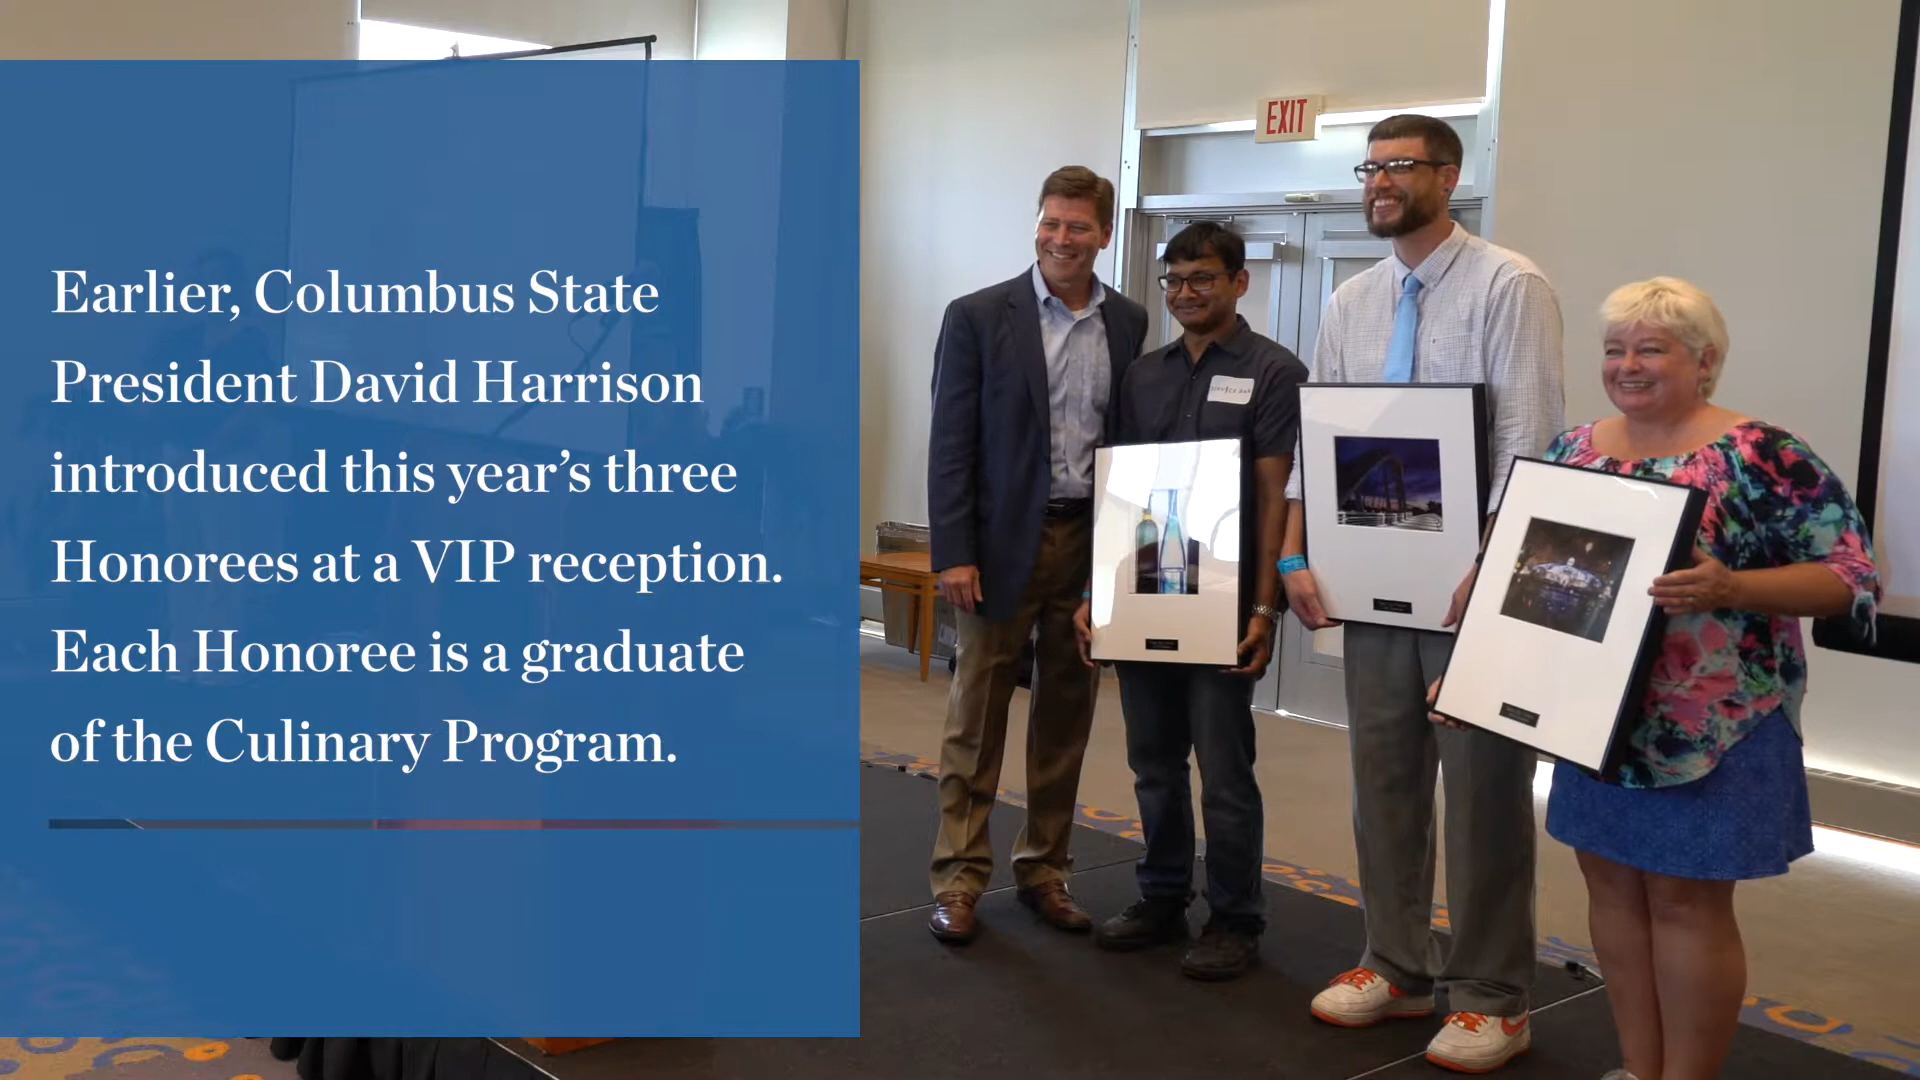 Earlier, Columbus State
President David Harrison
introduced this year’s three
Honorees at a VIP reception.
Each Honoree is a graduate
of the Culinary Program.
EXIT